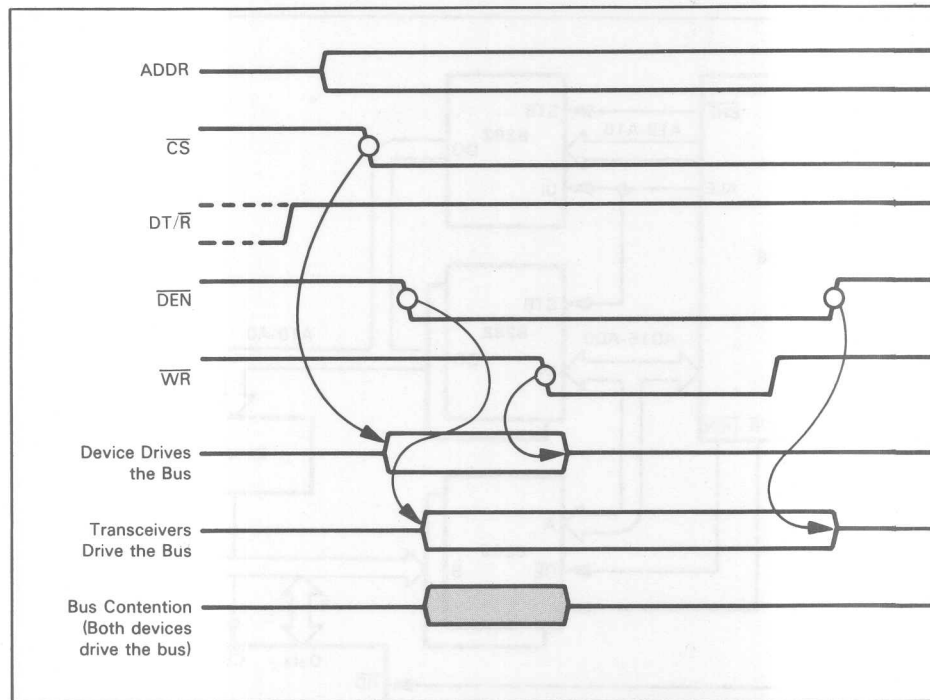 ADDR
CS
DT/R
DEN
WR
Device Drives
the Bus
Transceivers
Drive the Bus
Bus Contention
(Both devices
drive the bus)